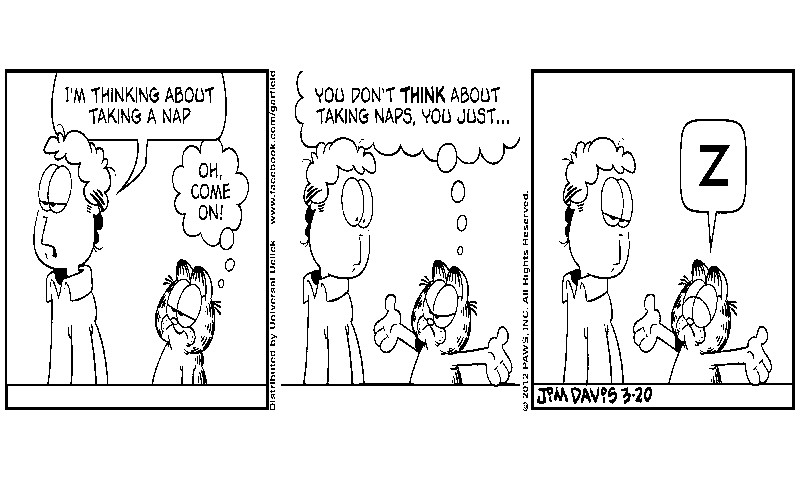 I'M THINKING ABOUT
TAKING A NAP
OH,
COME
ON!
Distributed by Universal Uclick www.facebook.com/garfield
YOU DON'T THINK ABOUT
TAKING NAPS, YOU JUST...
© 2012 PAWS, INC. All Rights Reserved.
Z
JIM DAVIS 3-20